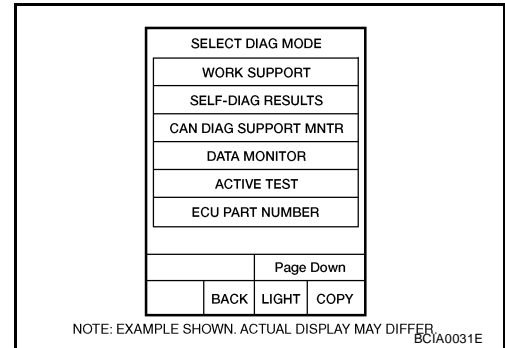 SELECT DIAG MODE
WORK SUPPORT
SELF-DIAG RESULTS
CAN DIAG SUPPORT MNTR
DATA MONITOR
ACTIVE TEST
ECU PART NUMBER
Page Down
BACK LIGHT COPY
NOTE: EXAMPLE SHOWN. ACTUAL DISPLAY MAY DIFFER.
BCIA0031E